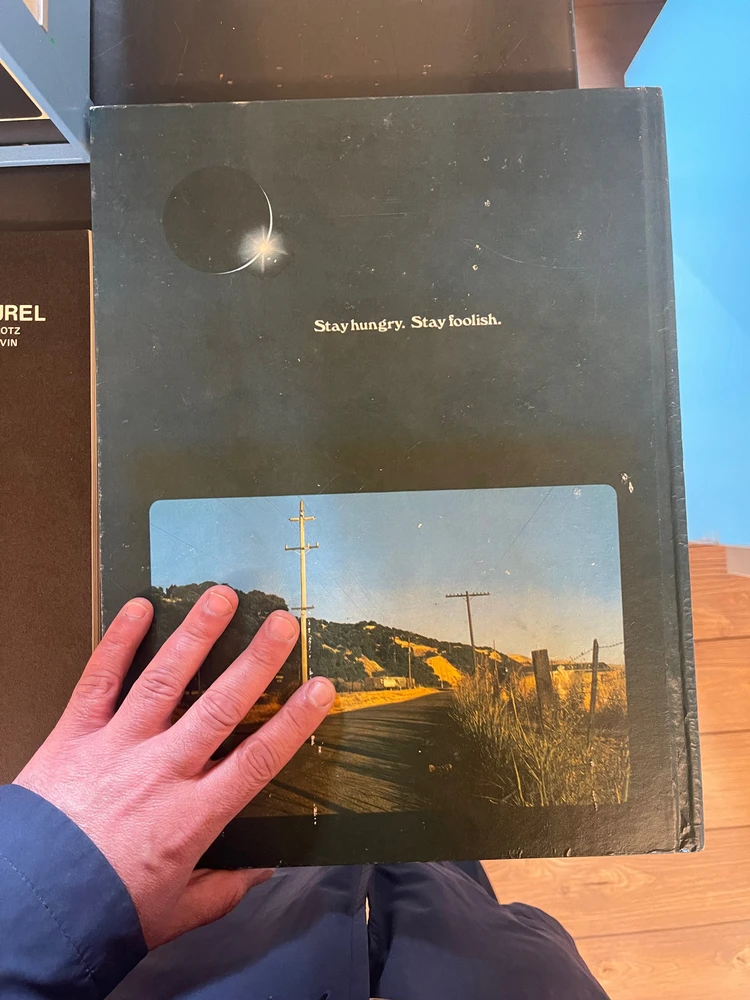 UREL
OTZ
VIN
Stay hungry. Stay foolish.